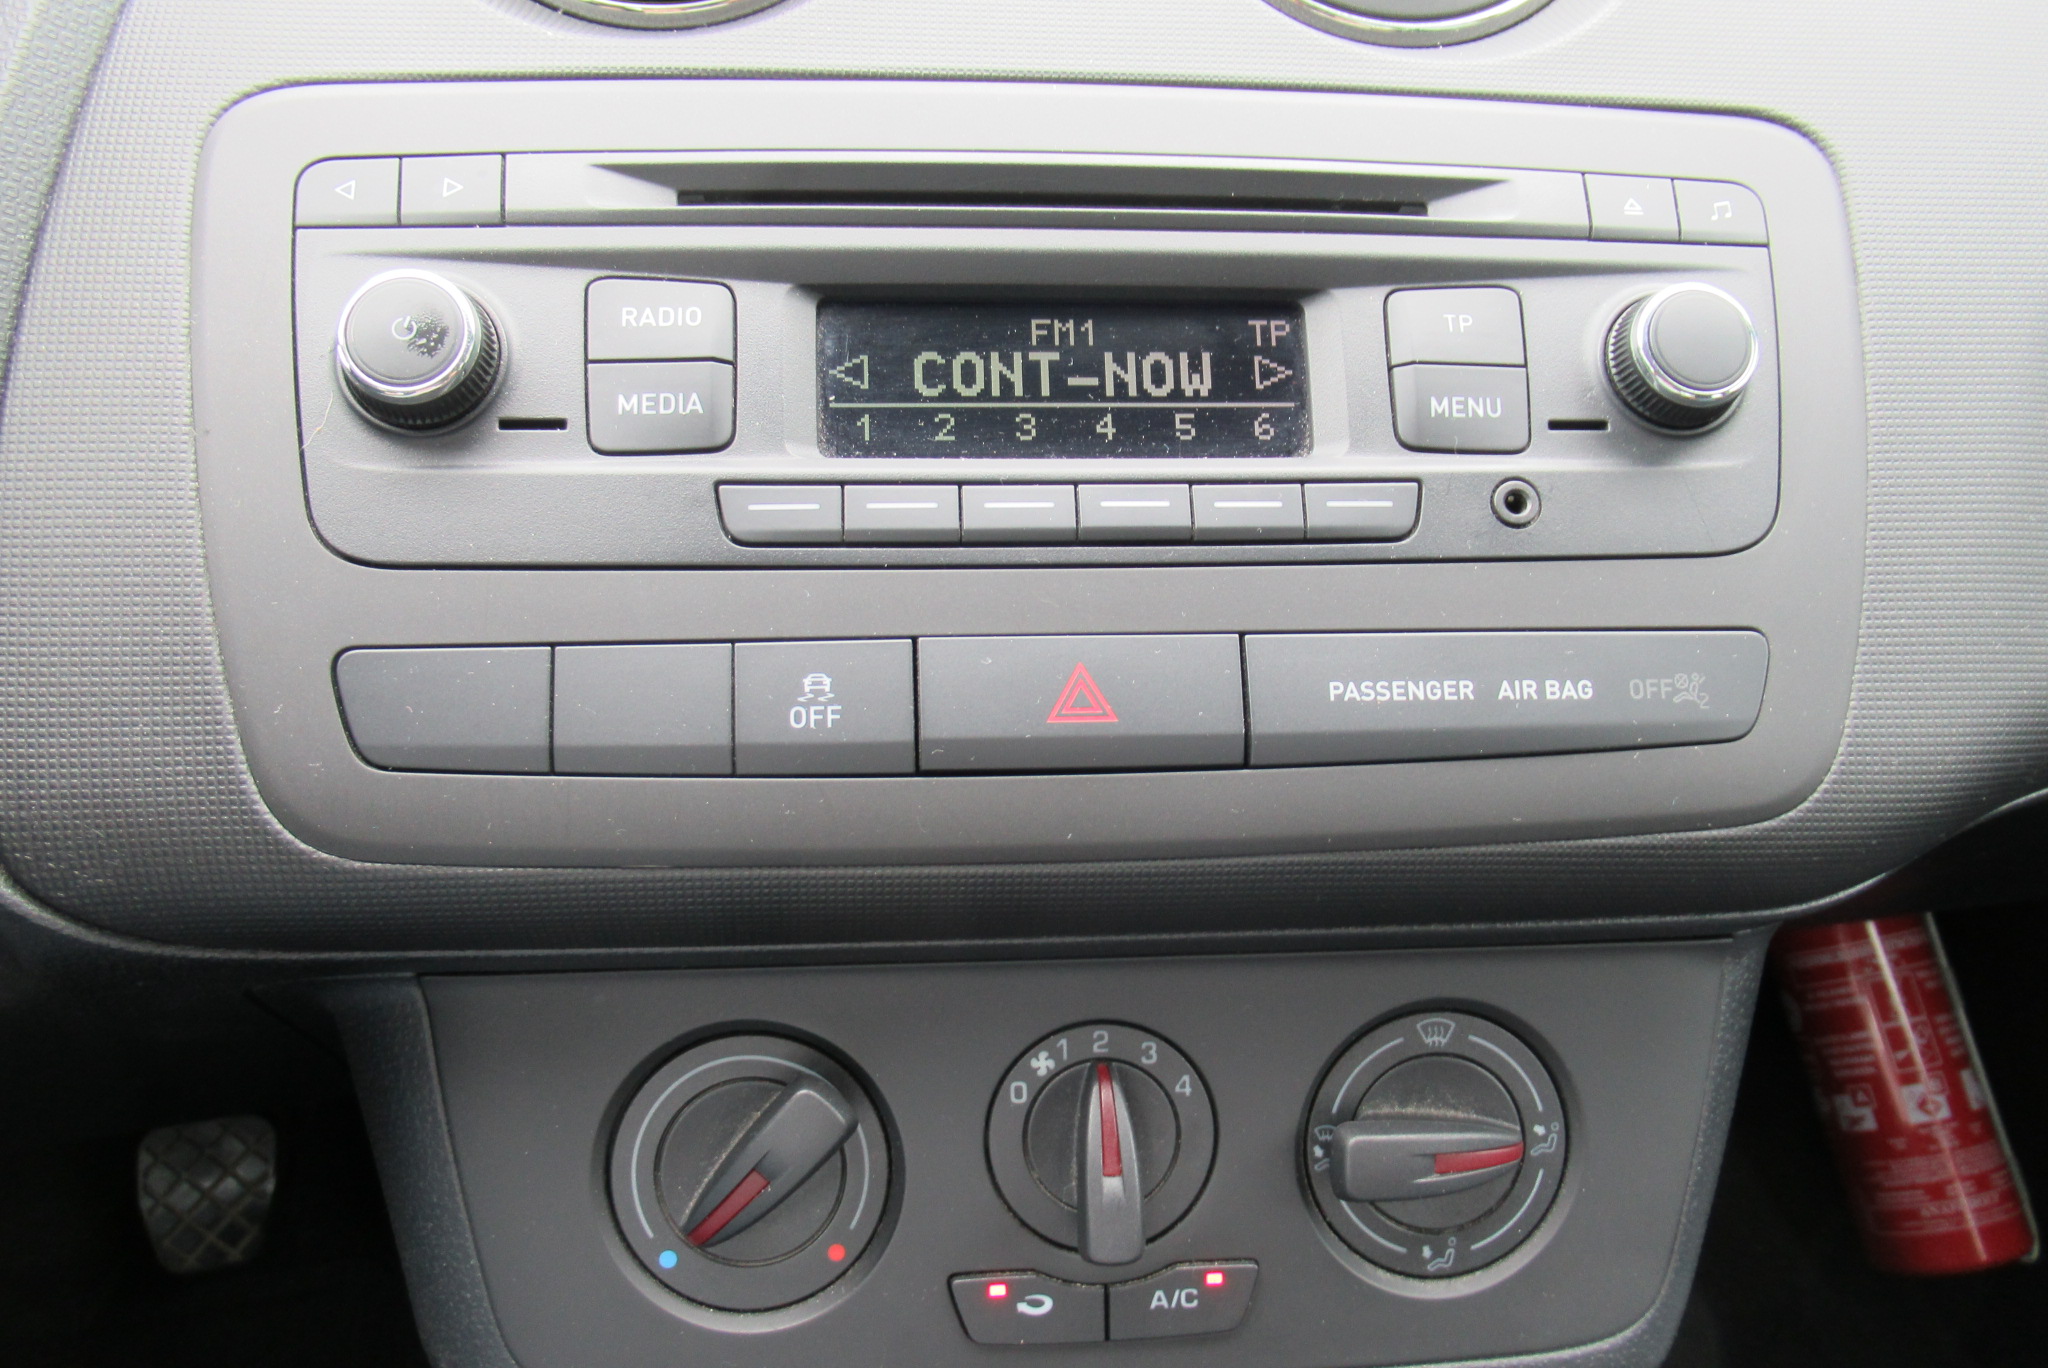 RADIO
MEDIA
FM1 TP
CONT-NOW
1 2 3 4 5 6
TP
MENU
OFF
PASSENGER AIR BAG OFF
0 1 2 3 4
A/C